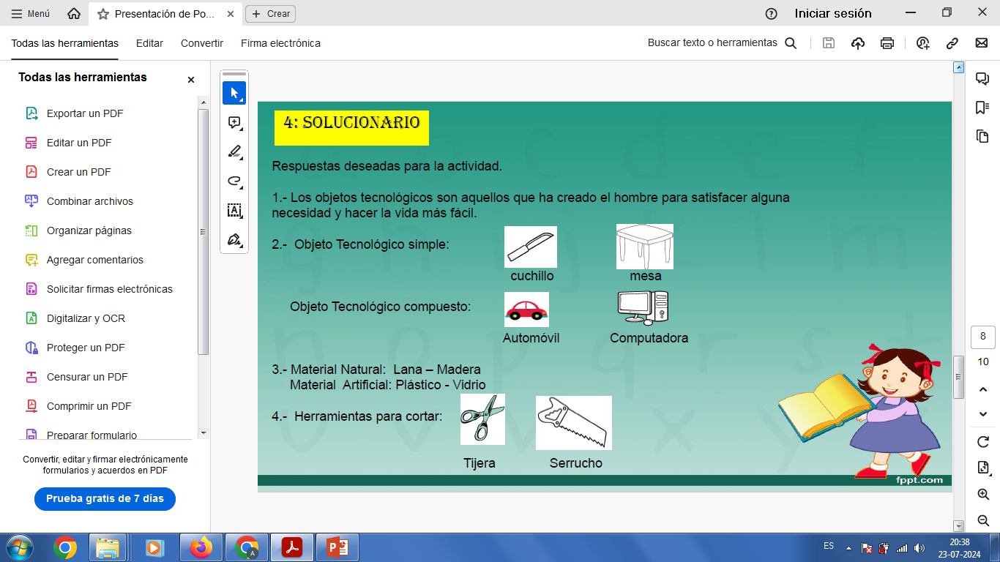 Menú
Presentación de Po...
Crear
Iniciar sesión
Todas las herramientas
Editar
Convertir
Firma electrónica
Buscar texto o herramientas
Todas las herramientas
Exportar un PDF
Editar un PDF
Crear un PDF
Combinar archivos
Organizar páginas
Agregar comentarios
Solicitar firmas electrónicas
Digitalizar y OCR
Proteger un PDF
Censurar un PDF
Comprimir un PDF
Preparar formulario
Convertir, editar y firmar electrónicamente
formularios y acuerdos en PDF
Prueba gratis de 7 días
4: SOLUCIONARIO
Respuestas deseadas para la actividad.
1.- Los objetos tecnológicos son aquellos que ha creado el hombre para satisfacer alguna
necesidad y hacer la vida más fácil.
2.- Objeto Tecnológico simple:
cuchillo mesa
Objeto Tecnológico compuesto:
Automóvil Computadora
3.- Material Natural: Lana – Madera
Material Artificial: Plástico - Vidrio
4.- Herramientas para cortar:
Tijera Serrucho
fppt.com
8
10
ES
20:38
23-07-2024